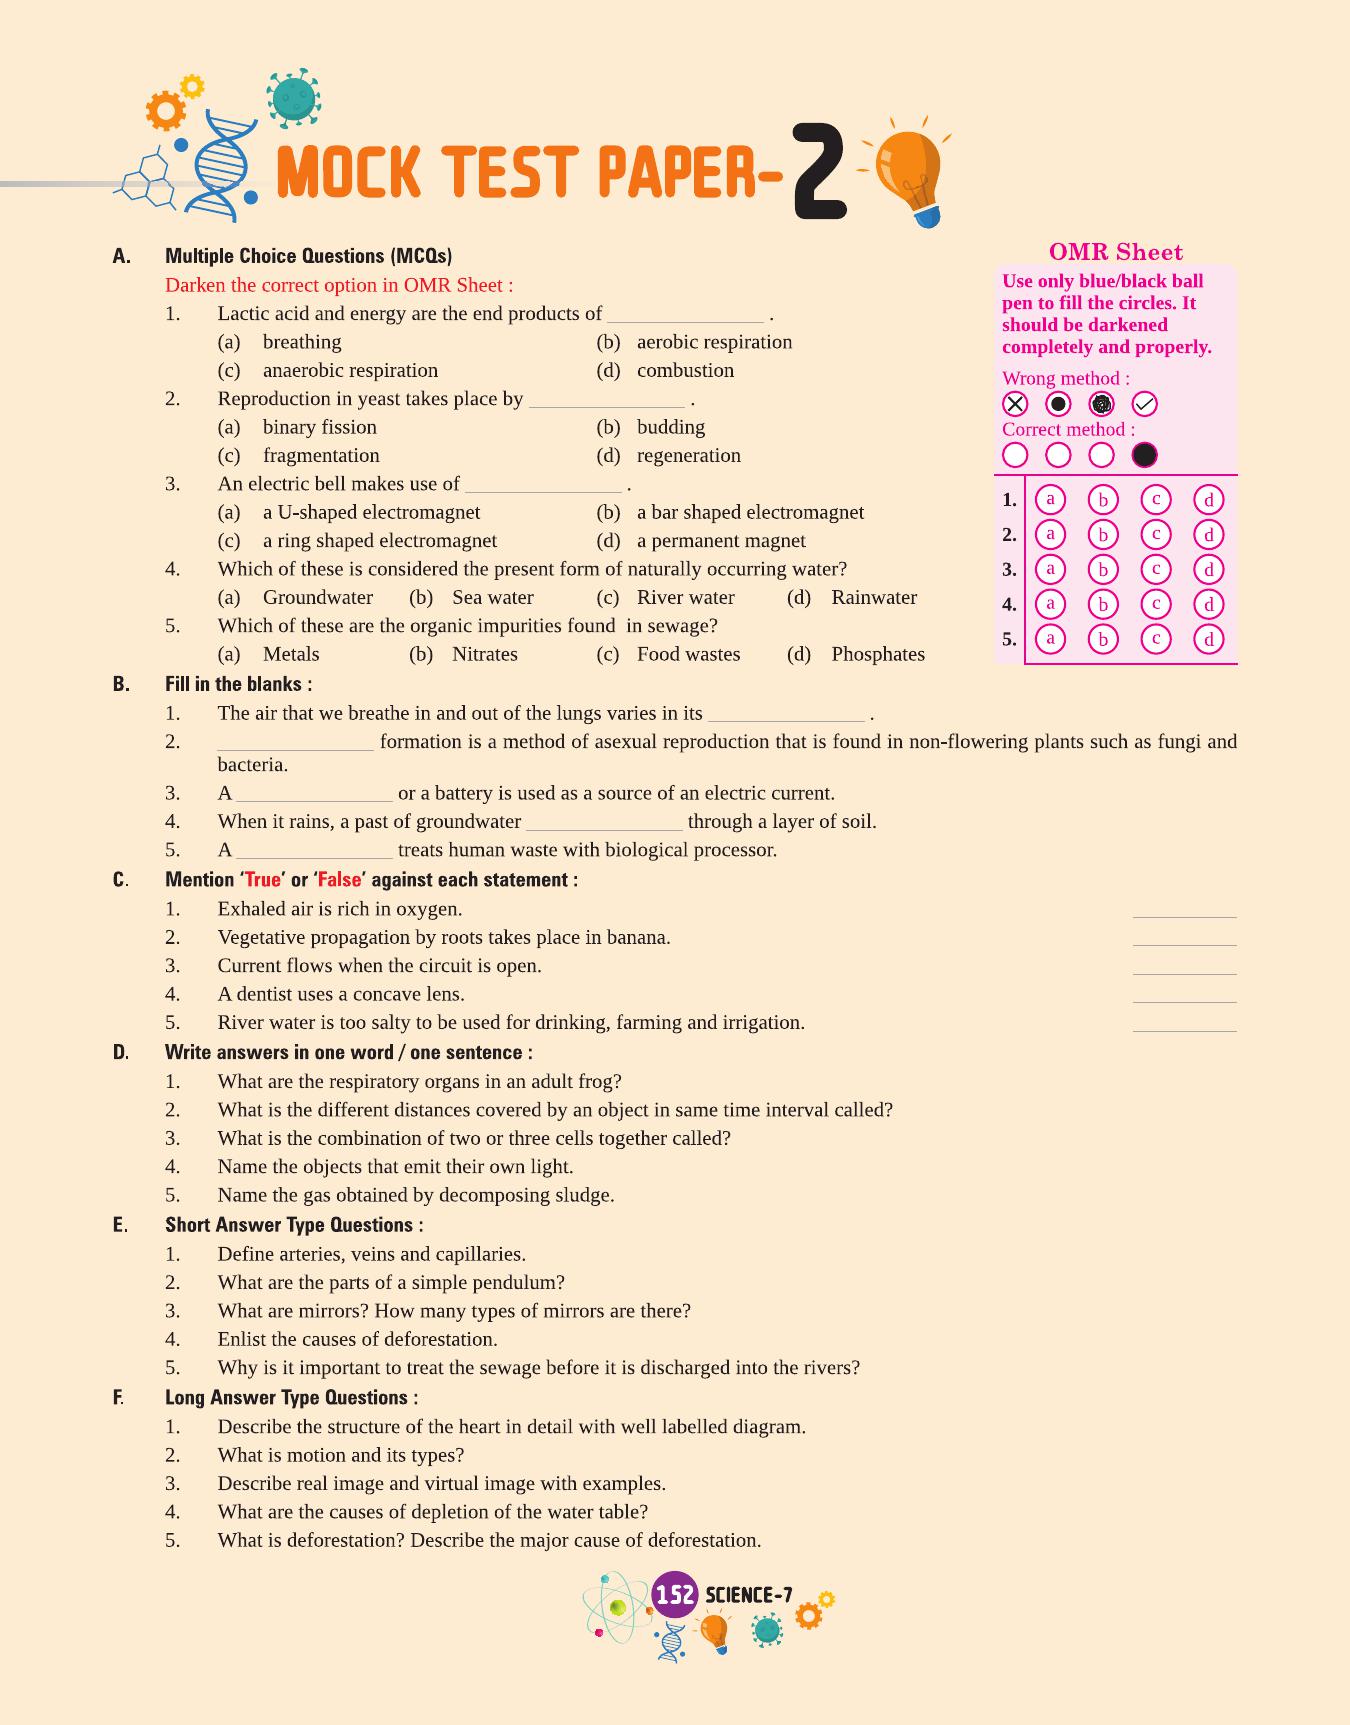 MOCK TEST PAPER-2
A. Multiple Choice Questions (MCQs)
Darken the correct option in OMR Sheet :
1. Lactic acid and energy are the end products of _______________ .
(a) breathing (b) aerobic respiration
(c) anaerobic respiration (d) combustion
2. Reproduction in yeast takes place by _______________ .
(a) binary fission (b) budding
(c) fragmentation (d) regeneration
3. An electric bell makes use of _______________ .
(a) a U-shaped electromagnet (b) a bar shaped electromagnet
(c) a ring shaped electromagnet (d) a permanent magnet
4. Which of these is considered the present form of naturally occurring water?
(a) Groundwater (b) Sea water (c) River water (d) Rainwater
5. Which of these are the organic impurities found in sewage?
(a) Metals (b) Nitrates (c) Food wastes (d) Phosphates
OMR Sheet
Use only blue/black ball
pen to fill the circles. It
should be darkened
completely and properly.
Wrong method :
Correct method :
1. a b c d
2. a b c d
3. a b c d
4. a b c d
5. a b c d
B. Fill in the blanks :
1. The air that we breathe in and out of the lungs varies in its _______________ .
2. _______________ formation is a method of asexual reproduction that is found in non-flowering plants such as fungi and
bacteria.
3. A _______________ or a battery is used as a source of an electric current.
4. When it rains, a past of groundwater _______________ through a layer of soil.
5. A _______________ treats human waste with biological processor.
C. Mention ‘True’ or ‘False’ against each statement :
1. Exhaled air is rich in oxygen. __________
2. Vegetative propagation by roots takes place in banana. __________
3. Current flows when the circuit is open. __________
4. A dentist uses a concave lens. __________
5. River water is too salty to be used for drinking, farming and irrigation. __________
D. Write answers in one word / one sentence :
1. What are the respiratory organs in an adult frog?
2. What is the different distances covered by an object in same time interval called?
3. What is the combination of two or three cells together called?
4. Name the objects that emit their own light.
5. Name the gas obtained by decomposing sludge.
E. Short Answer Type Questions :
1. Define arteries, veins and capillaries.
2. What are the parts of a simple pendulum?
3. What are mirrors? How many types of mirrors are there?
4. Enlist the causes of deforestation.
5. Why is it important to treat the sewage before it is discharged into the rivers?
F. Long Answer Type Questions :
1. Describe the structure of the heart in detail with well labelled diagram.
2. What is motion and its types?
3. Describe real image and virtual image with examples.
4. What are the causes of depletion of the water table?
5. What is deforestation? Describe the major cause of deforestation.
152 SCIENCE-7